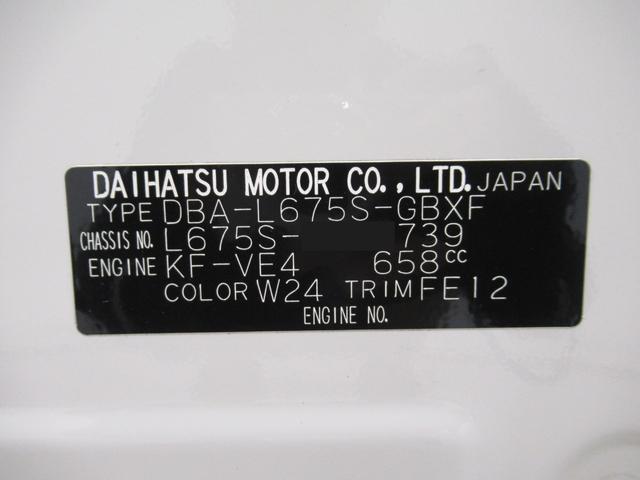 DAIHATSU MOTOR CO., LTD. JAPAN
TYPE DBA-L675S-GBXF
CHASSIS NO. L675S- 739
ENGINE KF-VE4 658cc
COLOR W24 TRIM FE12
ENGINE NO.